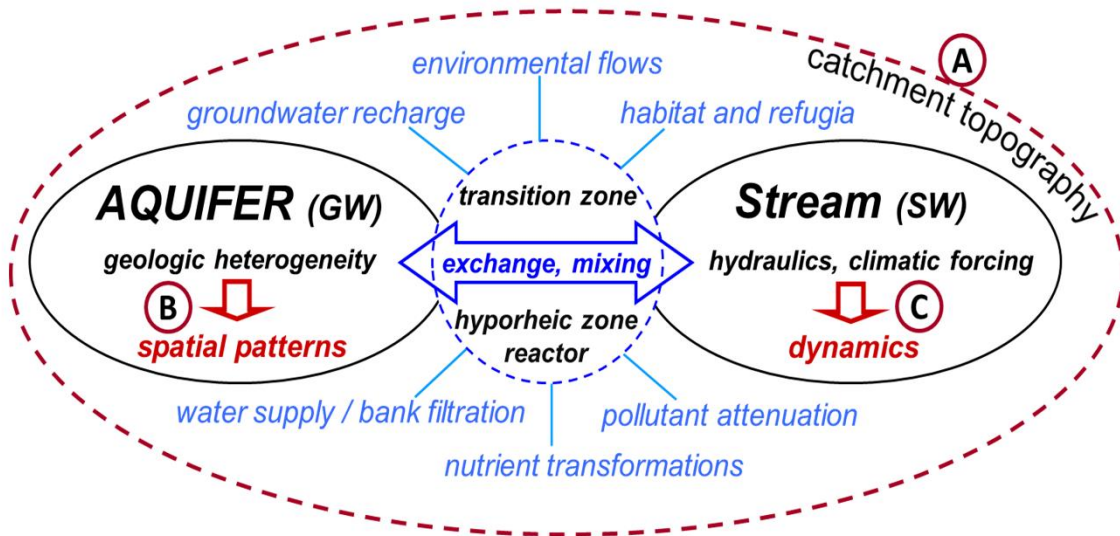 environmental flows
groundwater recharge
habitat and refugia
A
catchment topography
AQUIFER (GW)
transition zone
Stream (SW)
geologic heterogeneity
exchange, mixing
hydraulics, climatic forcing
B
C
spatial patterns
hyporheic zone
reactor
dynamics
water supply / bank filtration
pollutant attenuation
nutrient transformations